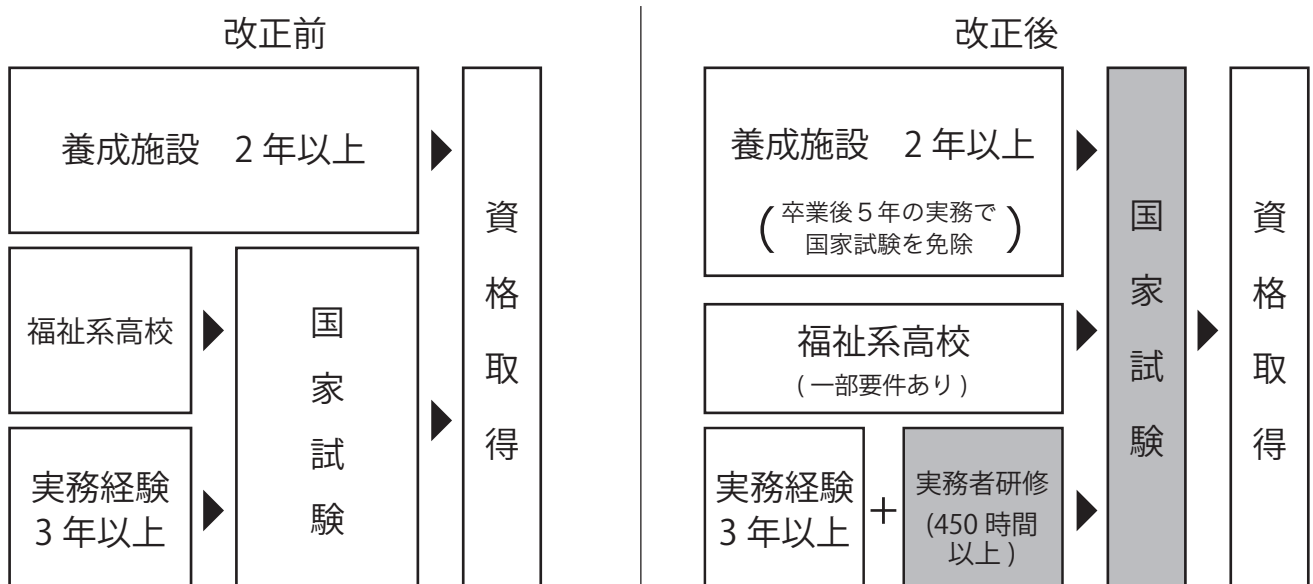 改正前
養成施設　2 年以上
福祉系高校
実務経験
3 年以上
国家試験
資格取得
改正後
養成施設　2 年以上
( 卒業後５年の実務で
国家試験を免除 )
福祉系高校
( 一部要件あり )
実務経験
3 年以上
+
実務者研修
(450 時間
以上 )
国家試験
資格取得